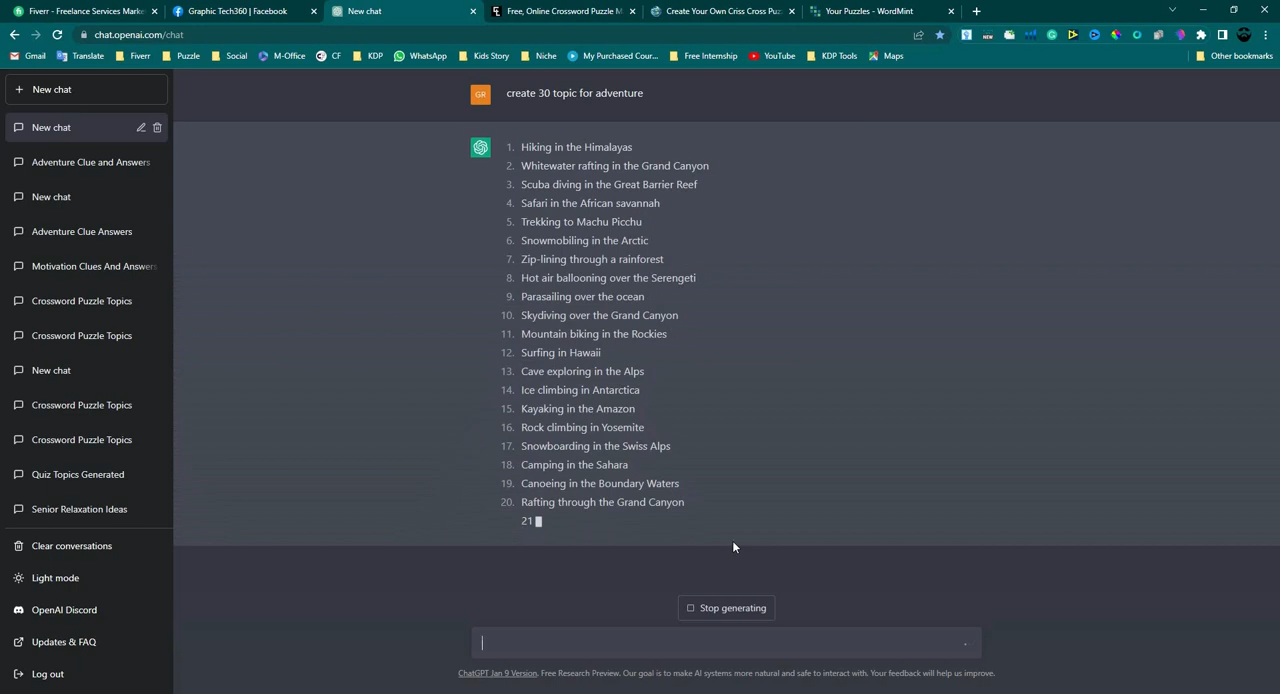 Fiverr - Freelance Services Market
Graphic Tech360 | Facebook
New chat
Free, Online Crossword Puzzle M
Create Your Own Criss Cross Puz
Your Puzzles - WordMint
chat.openai.com/chat
Gmail
Translate
Fiverr
Puzzle
Social
M-Office
CF
KDP
WhatsApp
Kids Story
Niche
My Purchased Cour...
Free Internship
YouTube
KDP Tools
Maps
Other bookmarks
New chat
New chat
Adventure Clue and Answers
New chat
Adventure Clue Answers
Motivation Clues And Answers
Crossword Puzzle Topics
Crossword Puzzle Topics
New chat
Crossword Puzzle Topics
Crossword Puzzle Topics
Quiz Topics Generated
Senior Relaxation Ideas
Clear conversations
Light mode
OpenAI Discord
Updates & FAQ
Log out
GR
create 30 topic for adventure
1. Hiking in the Himalayas
2. Whitewater rafting in the Grand Canyon
3. Scuba diving in the Great Barrier Reef
4. Safari in the African savannah
5. Trekking to Machu Picchu
6. Snowmobiling in the Arctic
7. Zip-lining through a rainforest
8. Hot air ballooning over the Serengeti
9. Parasailing over the ocean
10. Skydiving over the Grand Canyon
11. Mountain biking in the Rockies
12. Surfing in Hawaii
13. Cave exploring in the Alps
14. Ice climbing in Antarctica
15. Kayaking in the Amazon
16. Rock climbing in Yosemite
17. Snowboarding in the Swiss Alps
18. Camping in the Sahara
19. Canoeing in the Boundary Waters
20. Rafting through the Grand Canyon
21
Stop generating
ChatGPT Jan 9 Version. Free Research Preview. Our goal is to make AI systems more natural and safe to interact with. Your feedback will help us improve.